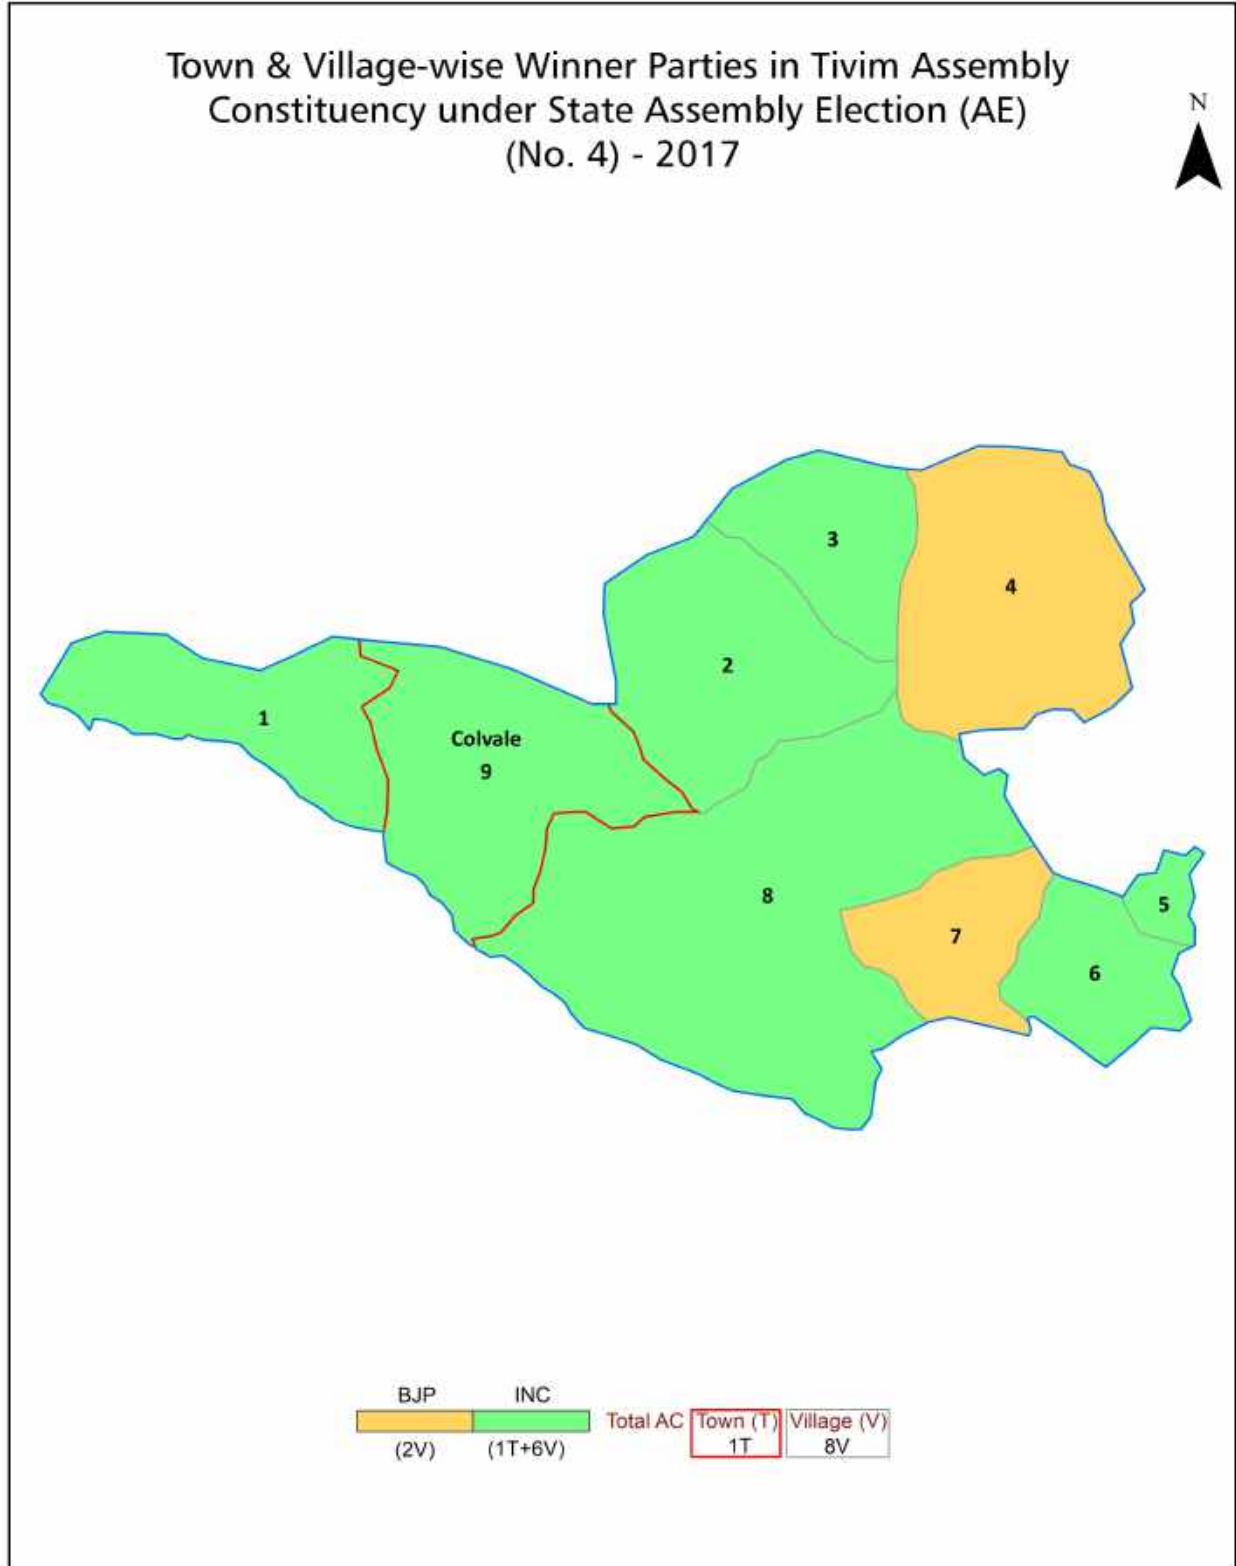 Town & Village-wise Winner Parties in Tivim Assembly
Constituency under State Assembly Election (AE)
(No. 4) - 2017
N
3
4
2
1
Colvale
9
8
5
7
6
BJP INC
Total AC Town (T) Village (V)
(2V) (1T+6V) 1T 8V